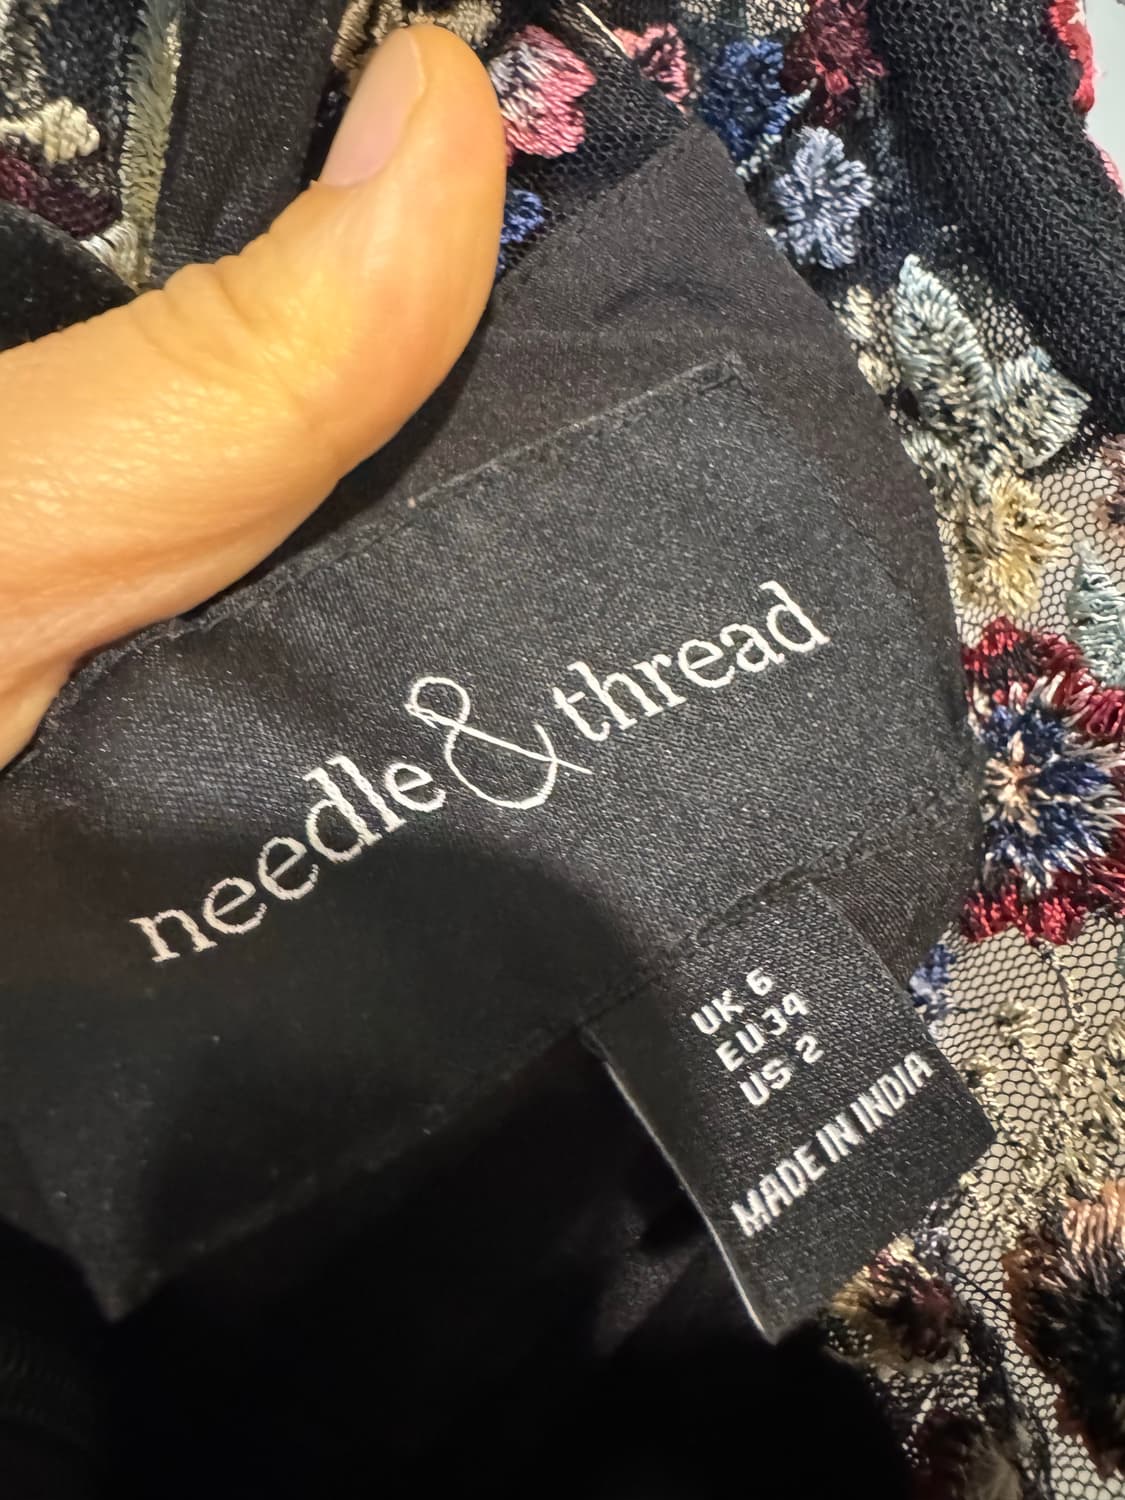 needle & thread
UK 6
EU 34
US 2
MADE IN INDIA